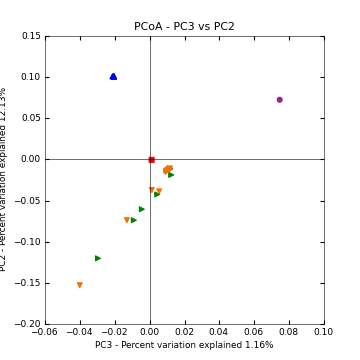 PCoA - PC3 vs PC2
0.15
0.10
0.05
0.00
−0.05
−0.10
−0.15
−0.20
PC2 - Percent variation explained 12.13%
−0.06 −0.04 −0.02 0.00 0.02 0.04 0.06 0.08 0.10
PC3 - Percent variation explained 1.16%